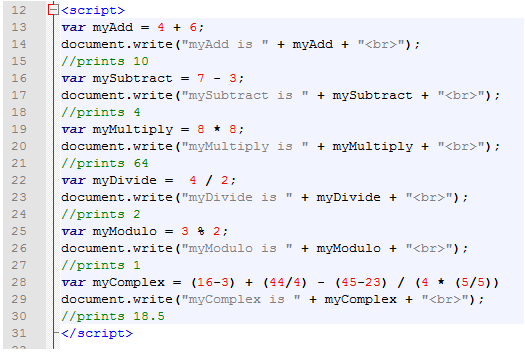 12 <script>
13 var myAdd = 4 + 6;
14 document.write("myAdd is " + myAdd + "<br>");
15 //prints 10
16 var mySubtract = 7 - 3;
17 document.write("mySubtract is " + mySubtract + "<br>");
18 //prints 4
19 var myMultiply = 8 * 8;
20 document.write("myMultiply is " + myMultiply + "<br>");
21 //prints 64
22 var myDivide =  4 / 2;
23 document.write("myDivide is " + myDivide + "<br>");
24 //prints 2
25 var myModulo = 3 % 2;
26 document.write("myModulo is " + myModulo + "<br>");
27 //prints 1
28 var myComplex = (16-3) + (44/4) - (45-23) / (4 * (5/5))
29 document.write("myComplex is " + myComplex + "<br>");
30 //prints 18.5
31 </script>